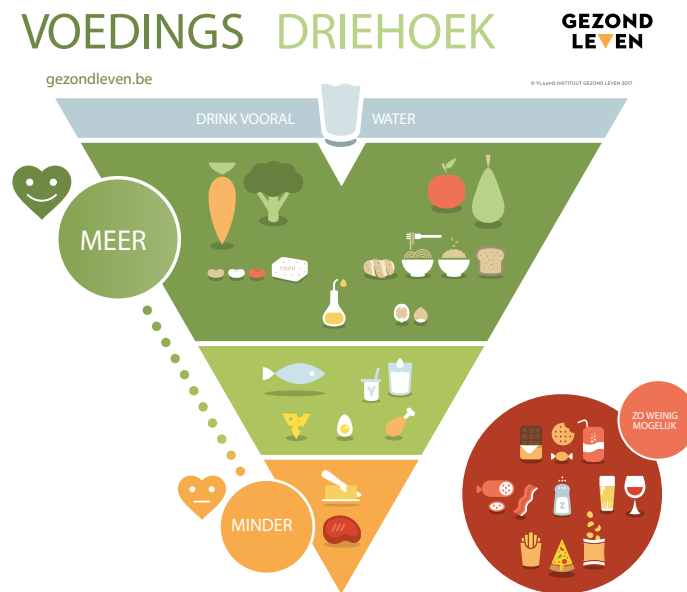 VOEDINGS DRIEHOEK
GEZOND
LEVEN
gezondleven.be
© VLAAMS INSTITUUT GEZOND LEVEN 2017
DRINK VOORAL WATER
MEER
TOFU
Y
ZO WEINIG
MOGELIJK
Z
MINDER